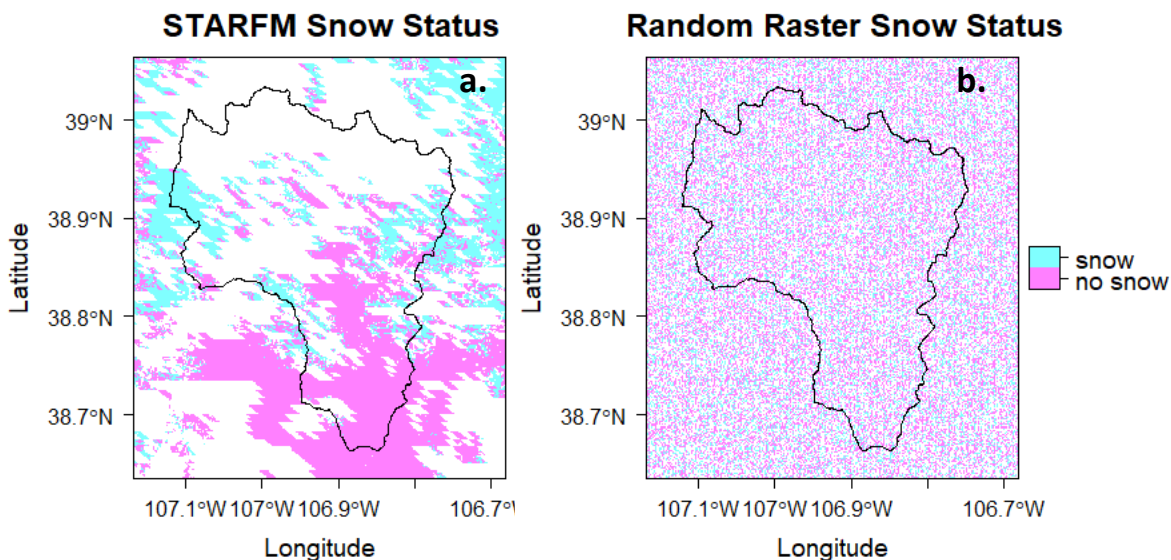 STARFM Snow Status
a.
39°N
38.9°N
38.8°N
38.7°N
Latitude
107.1°W
107°W
106.9°W
106.7°W
Longitude
Random Raster Snow Status
b.
39°N
38.9°N
38.8°N
38.7°N
Latitude
107.1°W
107°W
106.9°W
106.7°W
Longitude
snow
no snow